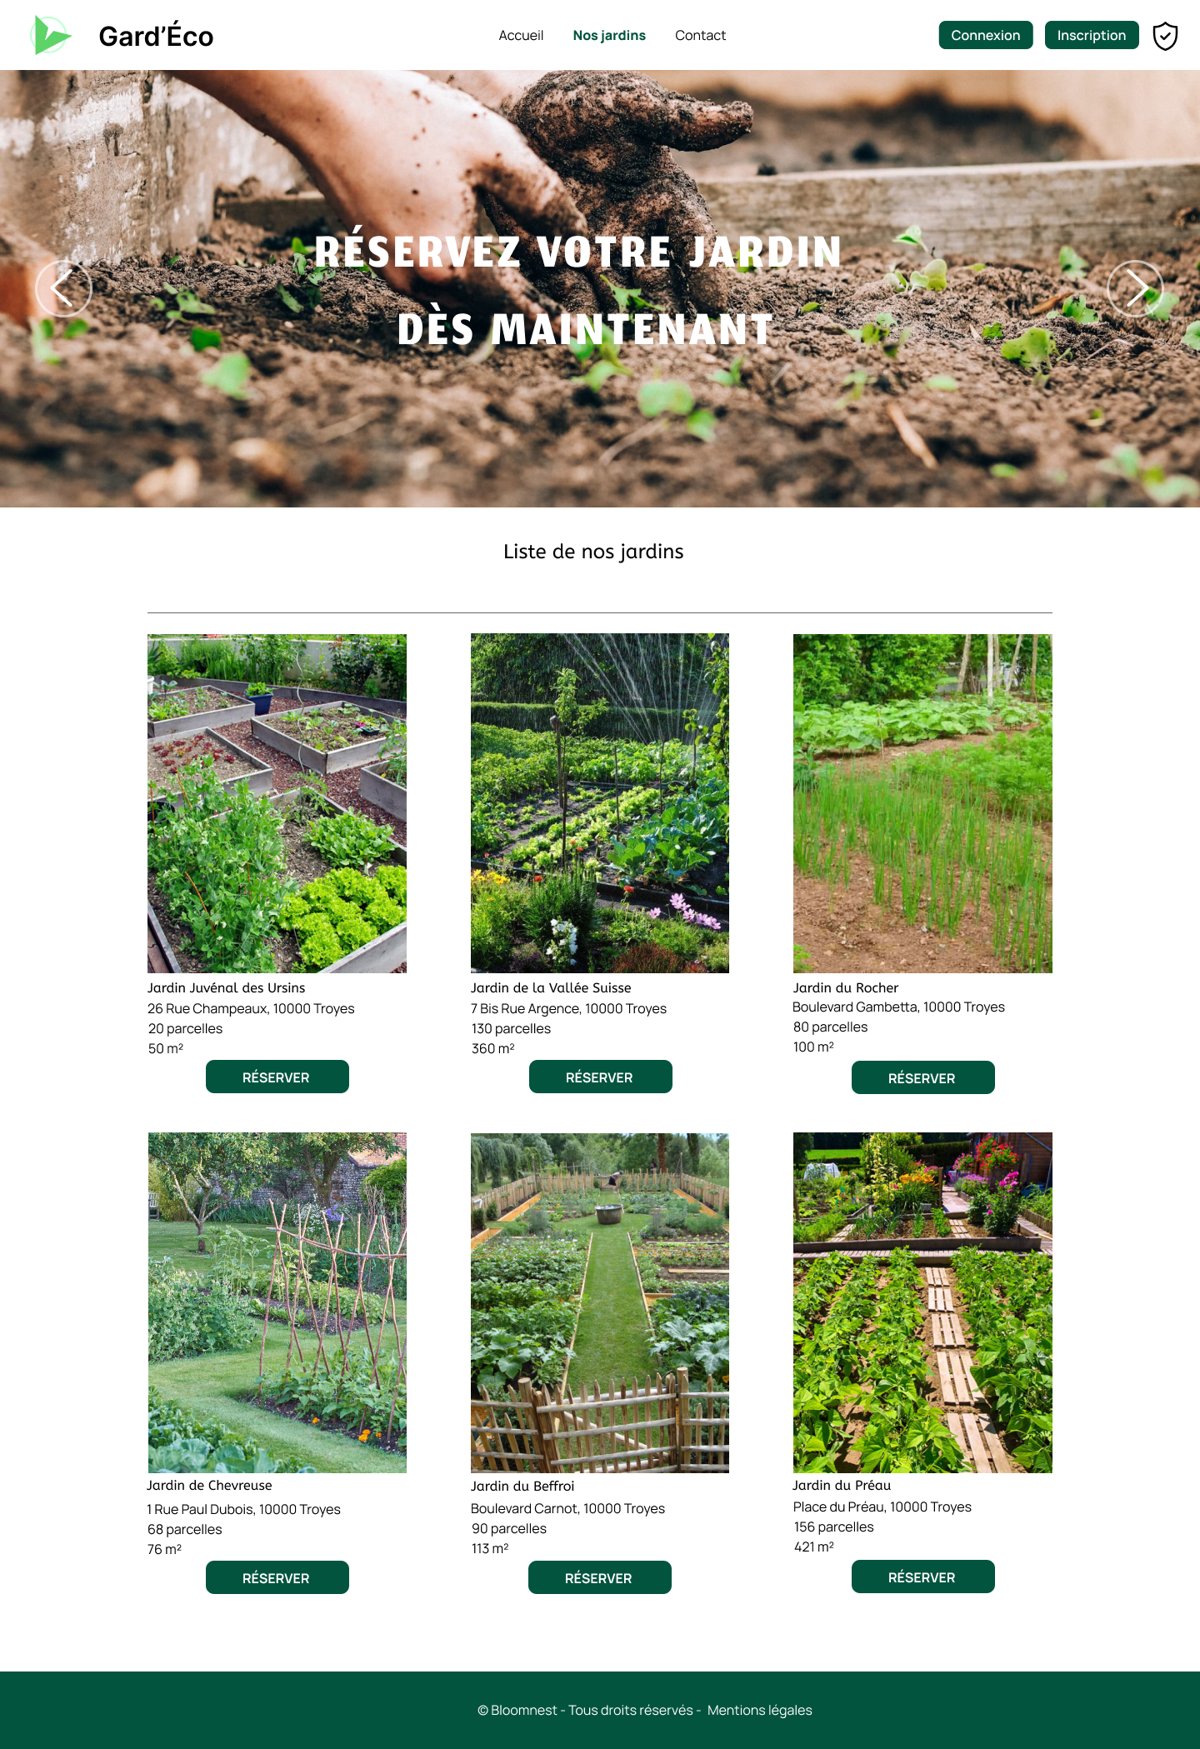 Gard’Éco
Accueil Nos jardins Contact
Connexion Inscription
RÉSERVEZ VOTRE JARDIN
DÈS MAINTENANT
Liste de nos jardins
Jardin Juvénal des Ursins
26 Rue Champeaux, 10000 Troyes
20 parcelles
50 m²
RÉSERVER
Jardin de la Vallée Suisse
7 Bis Rue Argence, 10000 Troyes
130 parcelles
360 m²
RÉSERVER
Jardin du Rocher
Boulevard Gambetta, 10000 Troyes
80 parcelles
100 m²
RÉSERVER
Jardin de Chevreuse
1 Rue Paul Dubois, 10000 Troyes
68 parcelles
76 m²
RÉSERVER
Jardin du Beffroi
Boulevard Carnot, 10000 Troyes
90 parcelles
113 m²
RÉSERVER
Jardin du Préau
Place du Préau, 10000 Troyes
156 parcelles
421 m²
RÉSERVER
© Bloomnest - Tous droits réservés - Mentions légales